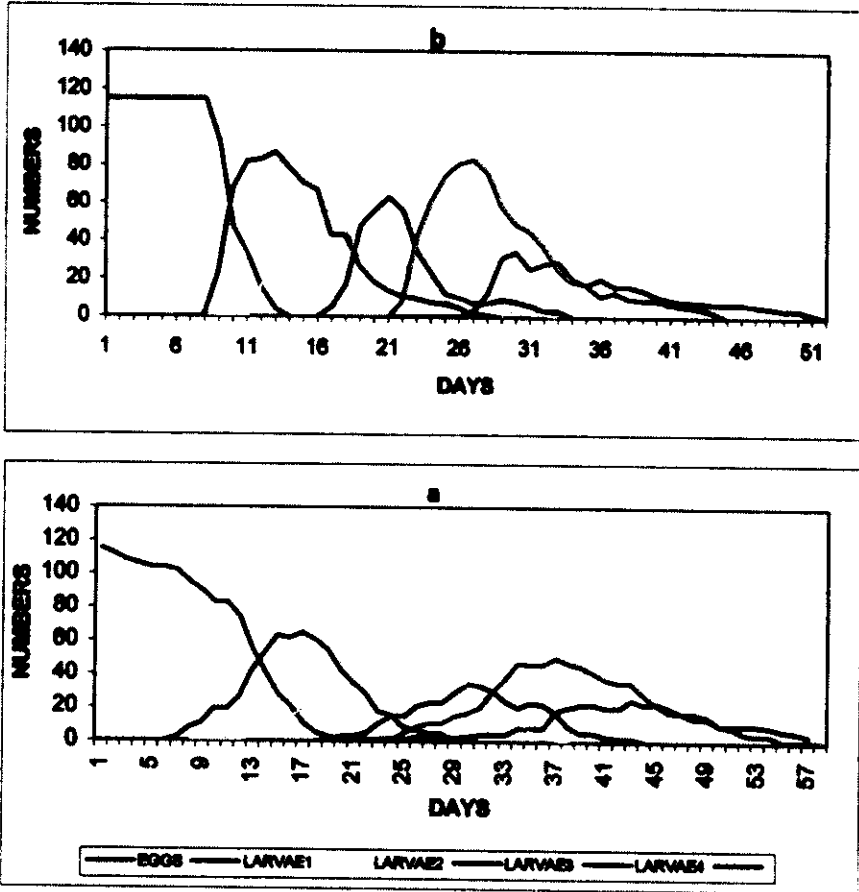 b
140
120
100
80
60
40
20
0
NUMBERS
1 6 11 16 21 26 31 36 41 46 51
DAYS
a
140
120
100
80
60
40
20
0
NUMBERS
1 5 9 13 17 21 25 29 33 37 41 45 49 53 57
DAYS
EGGS LARVAE1 LARVAE2 LARVAE3 LARVAE4